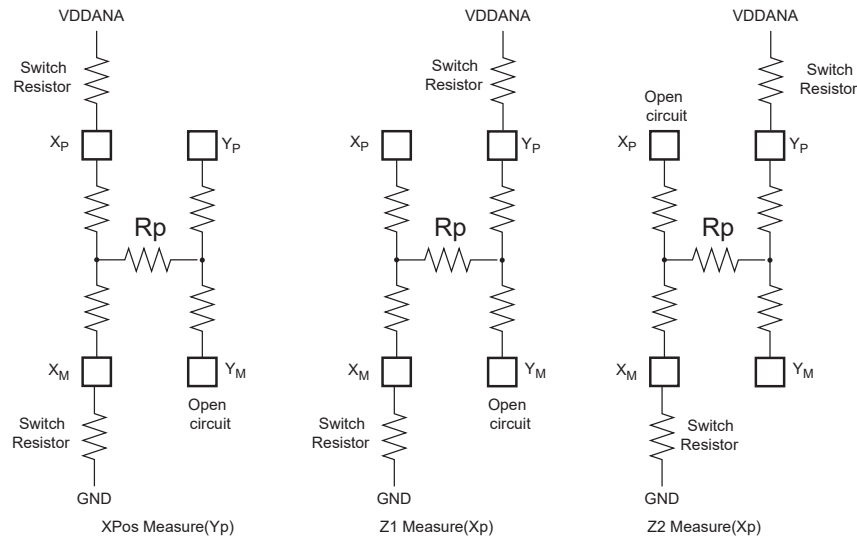 VDDANA
Switch
Resistor
XP
YP
Rp
XM
YM
Open
circuit
Switch
Resistor
GND
XPos Measure(Yp)
VDDANA
Switch
Resistor
XP
YP
Rp
XM
YM
Open
circuit
Switch
Resistor
GND
Z1 Measure(Xp)
VDDANA
Switch
Resistor
Open
circuit
XP
YP
Rp
XM
YM
Switch
Resistor
GND
Z2 Measure(Xp)